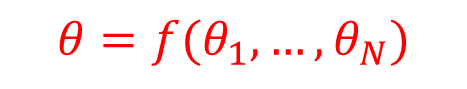 θ = f(θ₁, … , θ_N)